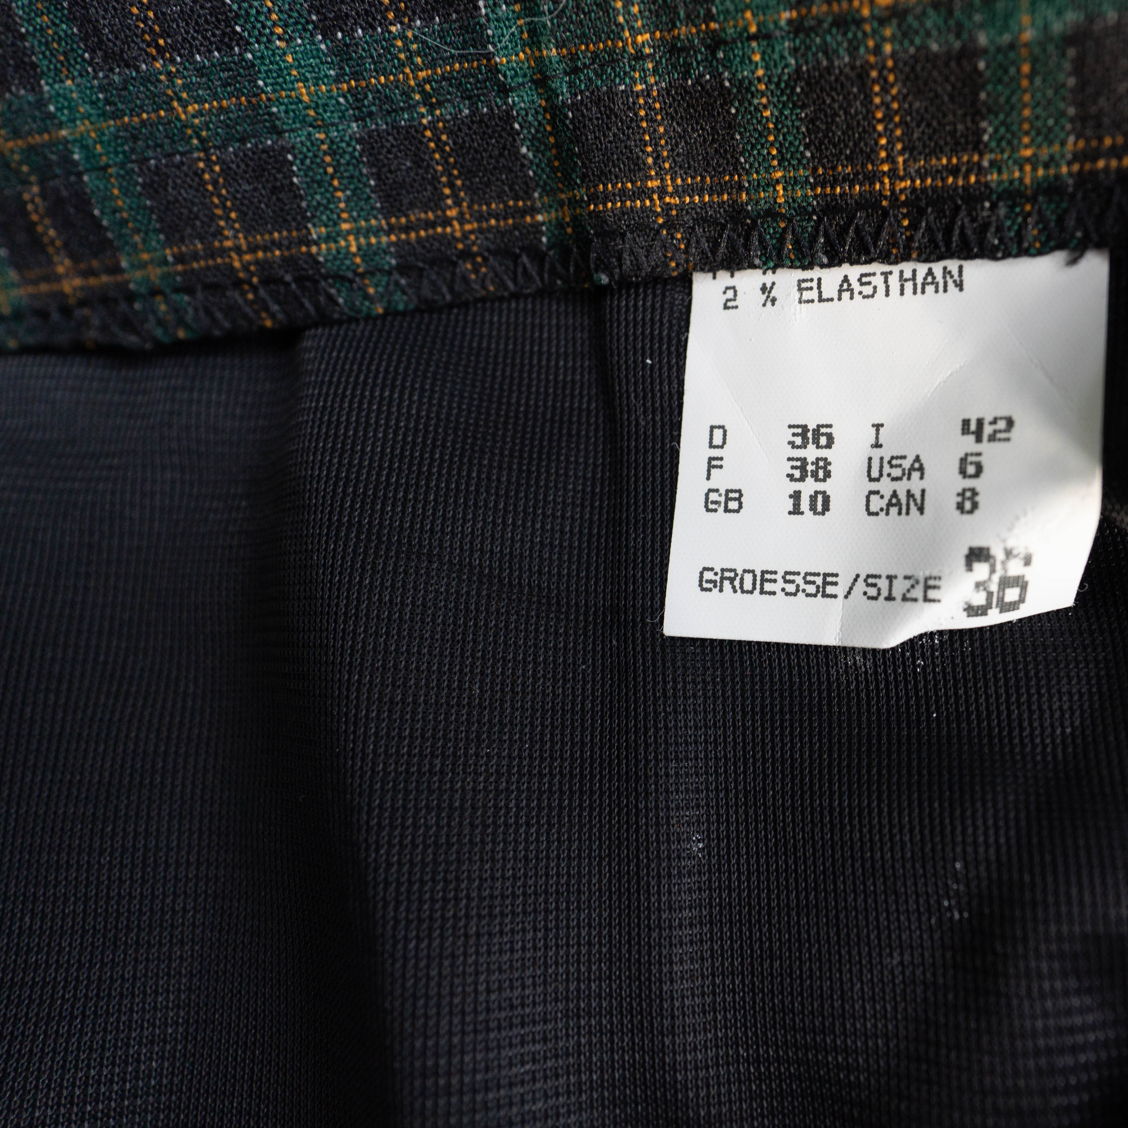 2 % ELASTHAN
D 36 I 42
F 38 USA 6
GB 10 CAN 8
GROESSE/SIZE 36